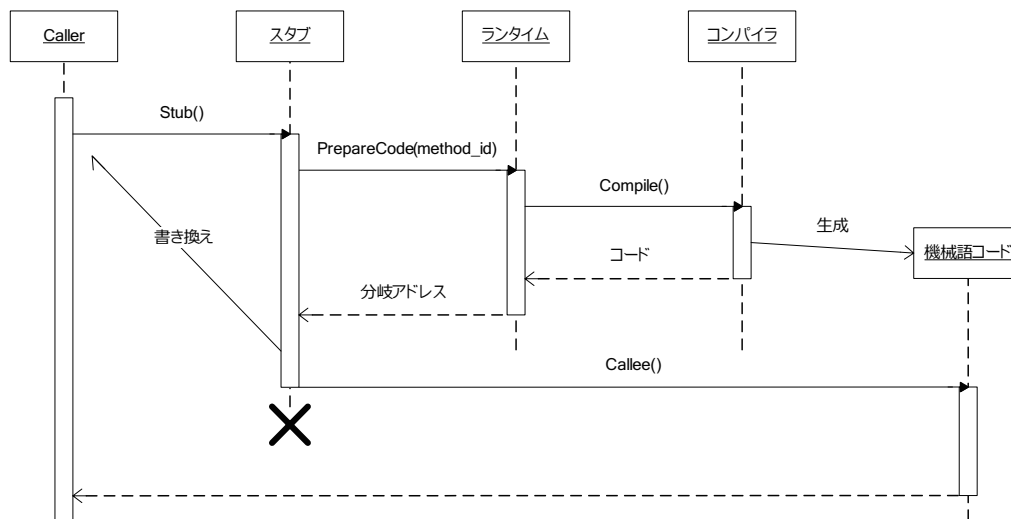 Caller
スタブ
ランタイム
コンパイラ
Stub()
PrepareCode(method_id)
Compile()
生成
書き換え
コード
機械語コード
分岐アドレス
Callee()